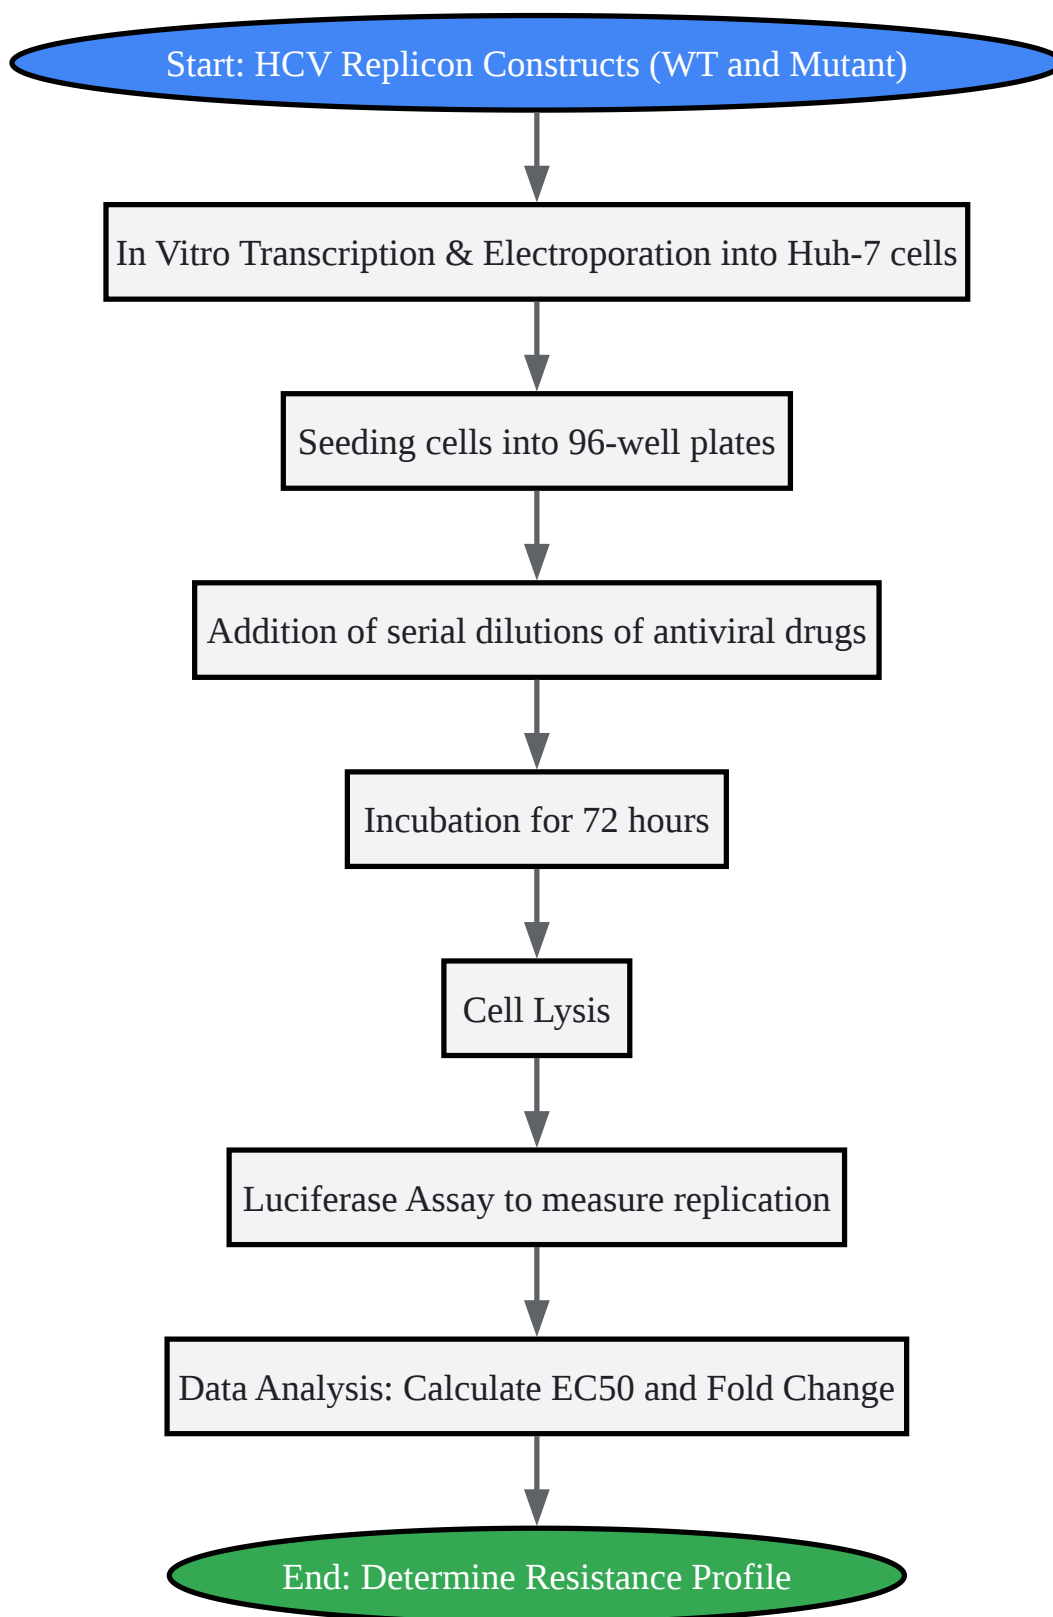 Start: HCV Replicon Constructs (WT and Mutant)
In Vitro Transcription & Electroporation into Huh-7 cells
Seeding cells into 96-well plates
Addition of serial dilutions of antiviral drugs
Incubation for 72 hours
Cell Lysis
Luciferase Assay to measure replication
Data Analysis: Calculate EC50 and Fold Change
End: Determine Resistance Profile